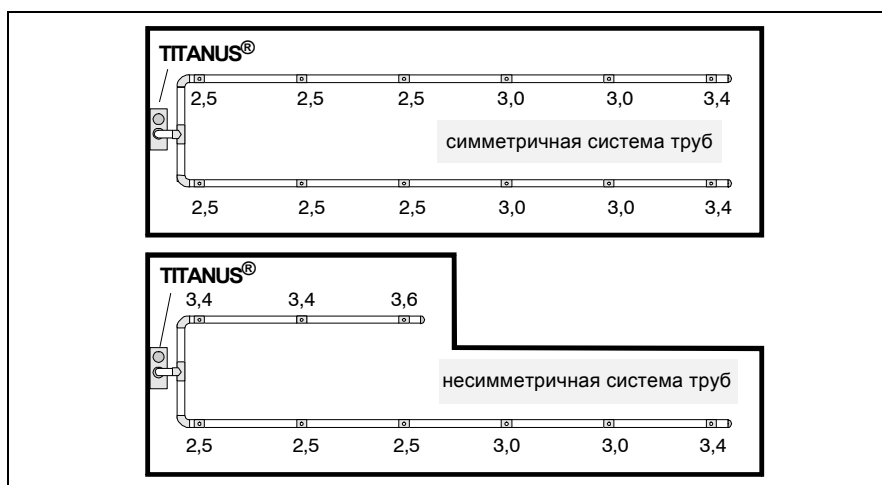 TITANUS®
2,5 2,5 2,5 3,0 3,0 3,4
симметричная система труб
2,5 2,5 2,5 3,0 3,0 3,4
TITANUS®
3,4 3,4 3,6
несимметричная система труб
2,5 2,5 2,5 3,0 3,0 3,4